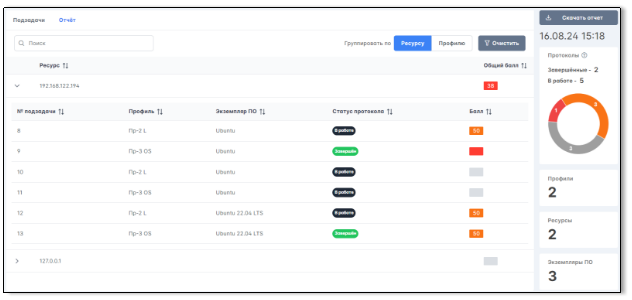 Подзадачи Отчёт
Поиск
Группировать по Ресурсу Профилю Очистить
Ресурс Общий балл
192.168.122.194 50
№ подзадачи Профиль Экземпляр ПО Статус протокола Балл
8 Пр-2 L Ubuntu В работе 50
9 Пр-3 OS Ubuntu Завершён
10 Пр-2 L Ubuntu В работе
11 Пр-3 OS Ubuntu В работе
12 Пр-2 L Ubuntu 22.04 LTS В работе 50
13 Пр-3 OS Ubuntu 22.04 LTS Завершён 50
127.0.0.1
Скачать отчет
16.08.24 15:18
Протоколы
Завершённые - 2
В работе - 5
1
3
3
Профили
2
Ресурсы
2
Экземпляры ПО
3